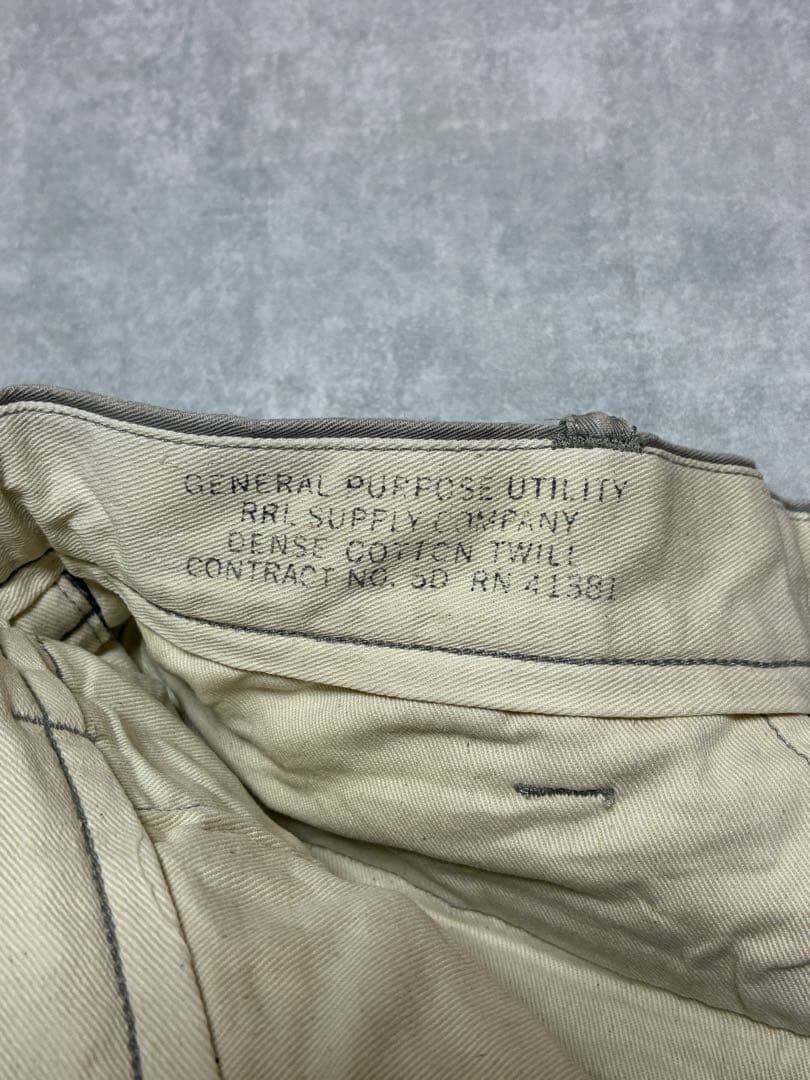 GENERAL PURPOSE UTILITY
RRL SUPPLY COMPANY
DENSE COTTON TWILL
CONTRACT NO. 5D RN 41381